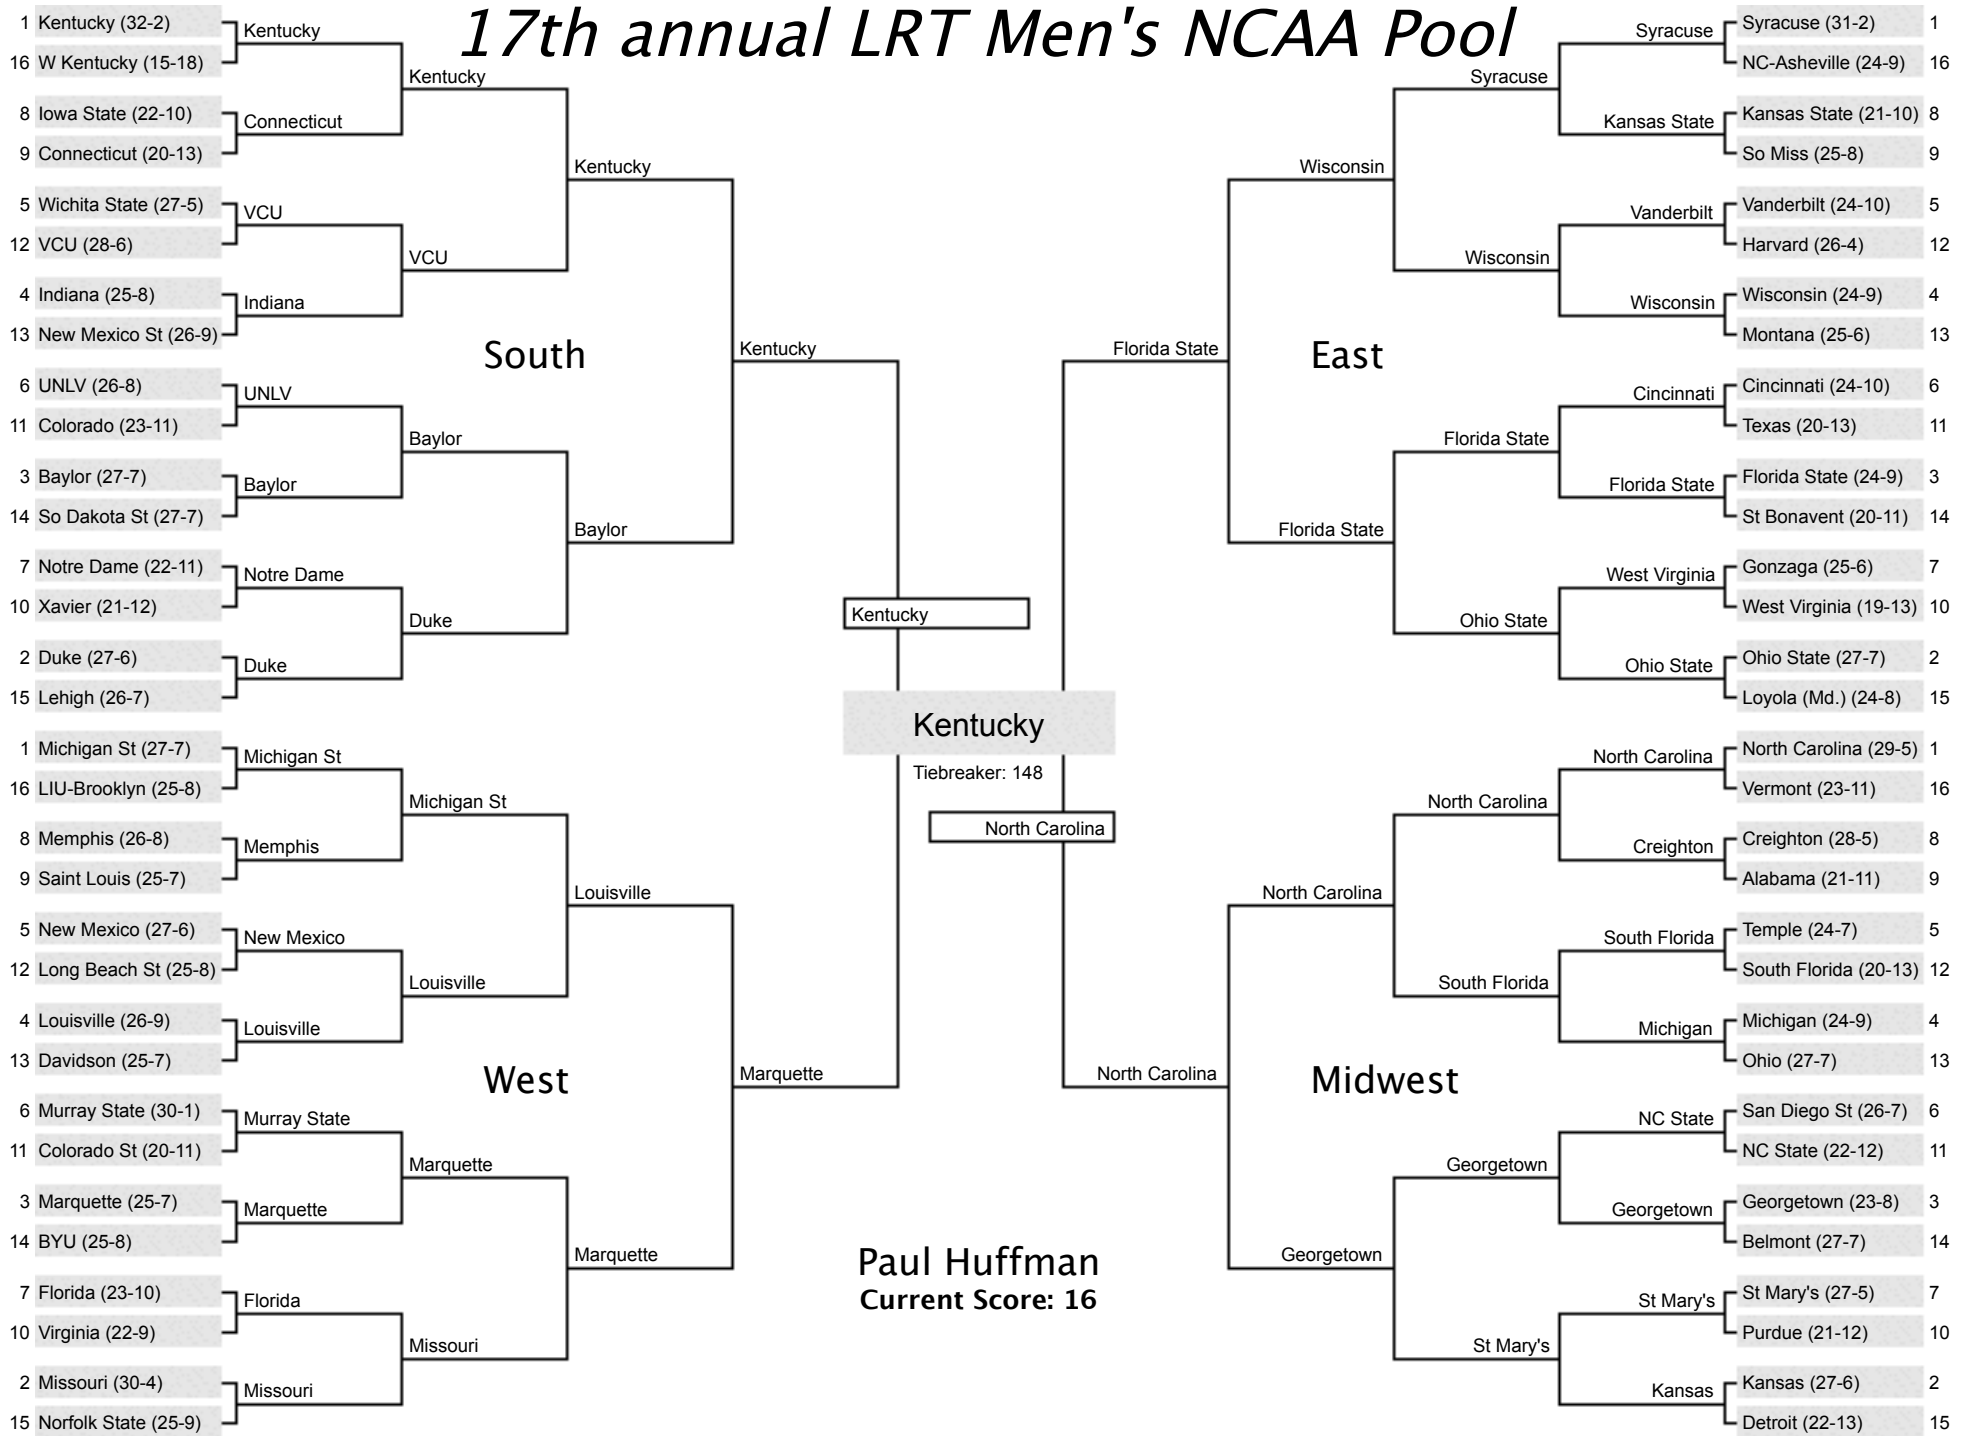 17th annual LRT Men's NCAA Pool
1 Kentucky (32-2)
16 W Kentucky (15-18)
8 Iowa State (22-10)
9 Connecticut (20-13)
5 Wichita State (27-5)
12 VCU (28-6)
4 Indiana (25-8)
13 New Mexico St (26-9)
6 UNLV (26-8)
11 Colorado (23-11)
3 Baylor (27-7)
14 So Dakota St (27-7)
7 Notre Dame (22-11)
10 Xavier (21-12)
2 Duke (27-6)
15 Lehigh (26-7)
Kentucky
Connecticut
VCU
Indiana
UNLV
Baylor
Notre Dame
Duke
Kentucky
VCU
Baylor
Duke
Kentucky
Baylor
Kentucky
South
1 Michigan St (27-7)
16 LIU-Brooklyn (25-8)
8 Memphis (26-8)
9 Saint Louis (25-7)
5 New Mexico (27-6)
12 Long Beach St (25-8)
4 Louisville (26-9)
13 Davidson (25-7)
6 Murray State (30-1)
11 Colorado St (20-11)
3 Marquette (25-7)
14 BYU (25-8)
7 Florida (23-10)
10 Virginia (22-9)
2 Missouri (30-4)
15 Norfolk State (25-9)
Michigan St
Memphis
New Mexico
Louisville
Murray State
Marquette
Florida
Missouri
Michigan St
Louisville
Marquette
Missouri
Louisville
Marquette
Marquette
West
Kentucky
Kentucky
Tiebreaker: 148
North Carolina
Paul Huffman
Current Score: 16
Syracuse (31-2) 1
NC-Asheville (24-9) 16
Kansas State (21-10) 8
So Miss (25-8) 9
Vanderbilt (24-10) 5
Harvard (26-4) 12
Wisconsin (24-9) 4
Montana (25-6) 13
Cincinnati (24-10) 6
Texas (20-13) 11
Florida State (24-9) 3
St Bonavent (20-11) 14
Gonzaga (25-6) 7
West Virginia (19-13) 10
Ohio State (27-7) 2
Loyola (Md.) (24-8) 15
Syracuse
Kansas State
Vanderbilt
Wisconsin
Cincinnati
Florida State
West Virginia
Ohio State
Syracuse
Wisconsin
Florida State
Ohio State
Wisconsin
Florida State
Florida State
East
North Carolina (29-5) 1
Vermont (23-11) 16
Creighton (28-5) 8
Alabama (21-11) 9
Temple (24-7) 5
South Florida (20-13) 12
Michigan (24-9) 4
Ohio (27-7) 13
San Diego St (26-7) 6
NC State (22-12) 11
Georgetown (23-8) 3
Belmont (27-7) 14
St Mary's (27-5) 7
Purdue (21-12) 10
Kansas (27-6) 2
Detroit (22-13) 15
North Carolina
Creighton
South Florida
Michigan
NC State
Georgetown
St Mary's
Kansas
North Carolina
South Florida
Georgetown
St Mary's
North Carolina
Georgetown
North Carolina
Midwest